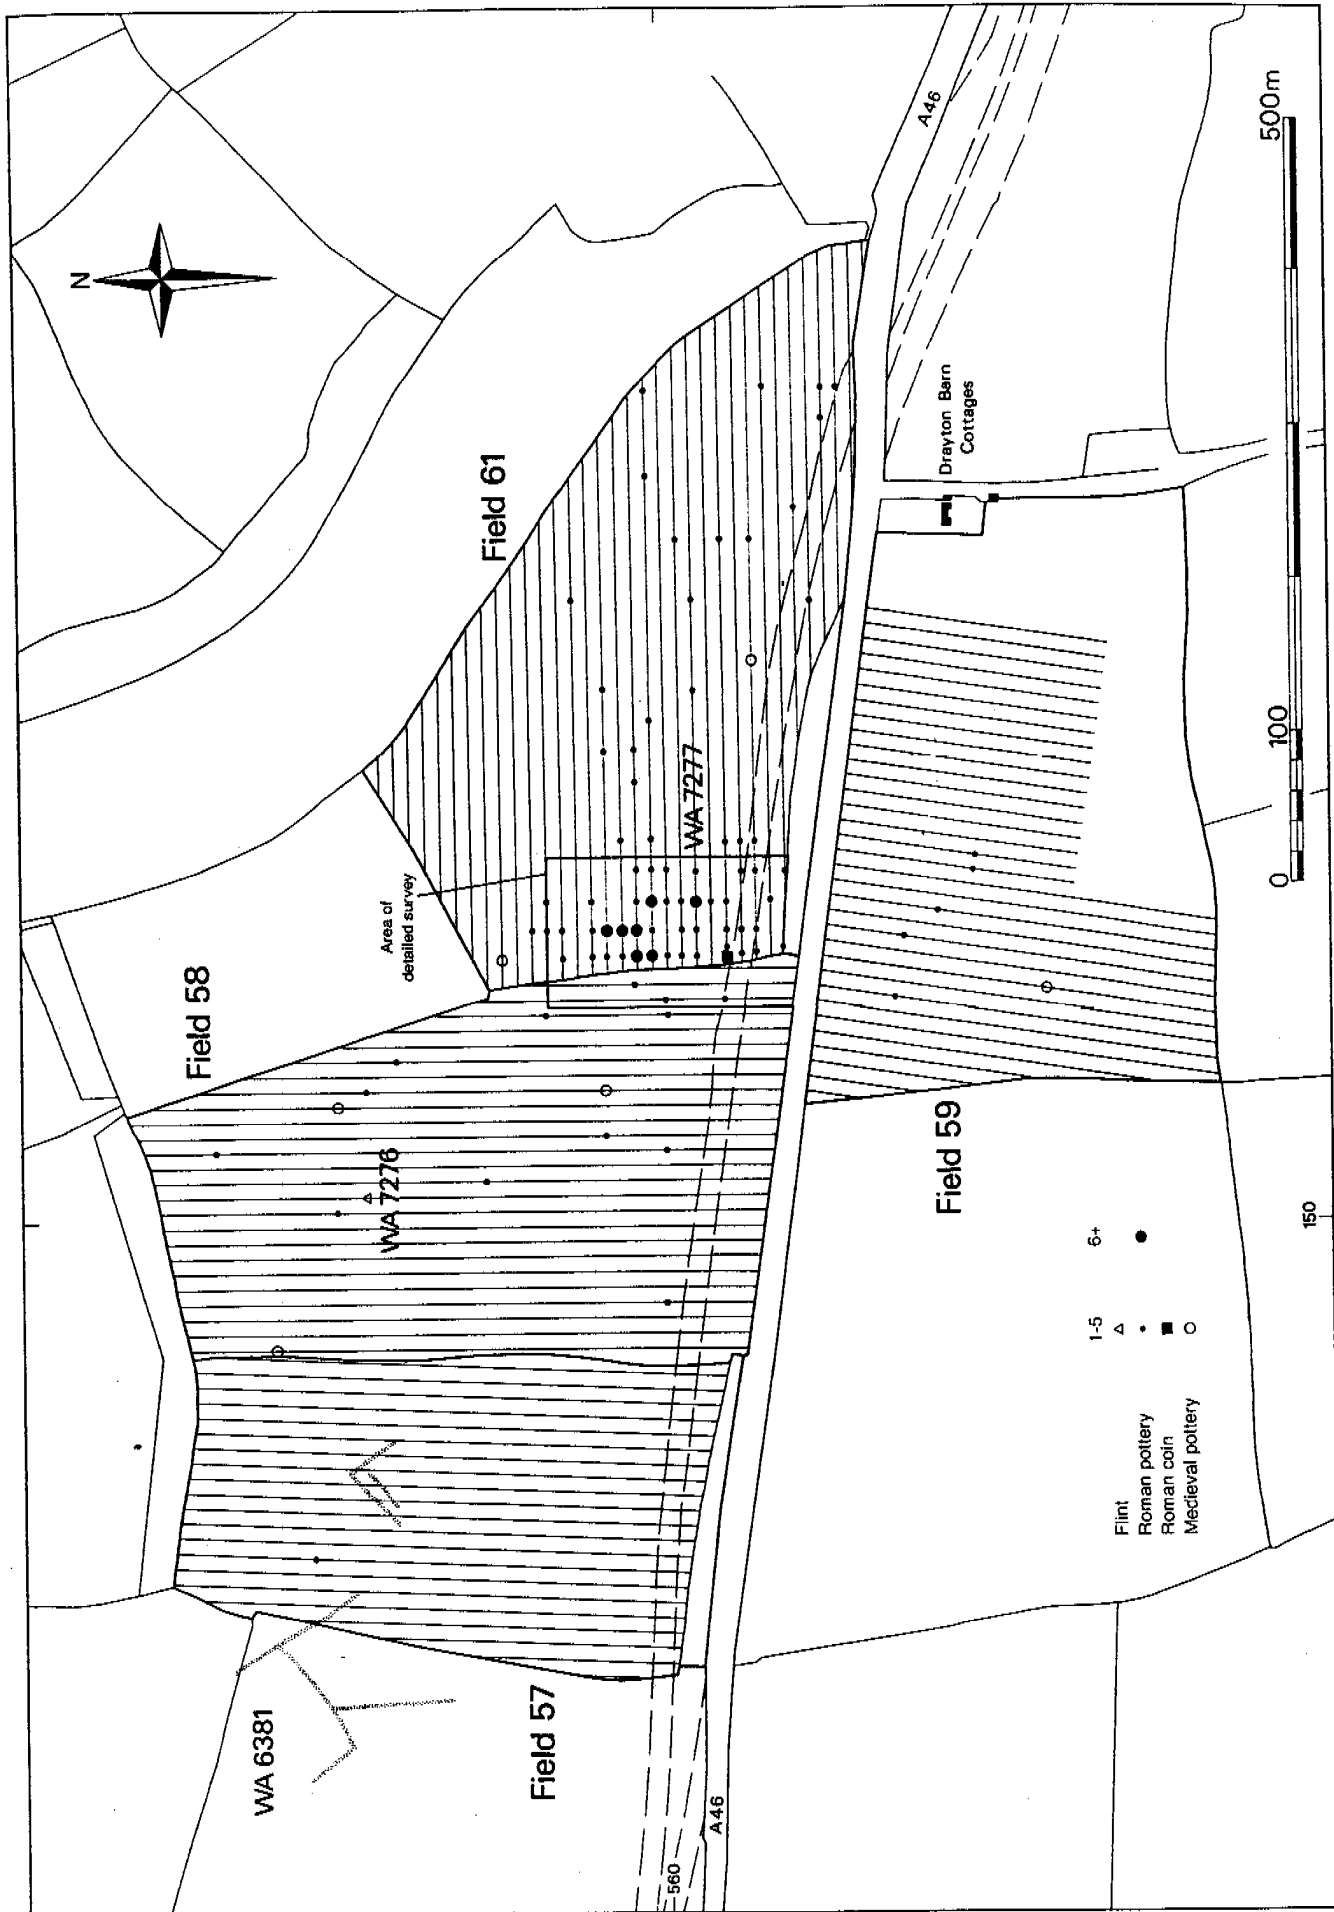 N
A46
500m
100
0
Drayton Barn
Cottages
Field 61
WA 7277
Area of
detailed survey
Field 58
WA 7276
Field 59
WA 6381
Field 57
A46
560
150
1-5
6+
Flint
Roman pottery
Roman coin
Medieval pottery